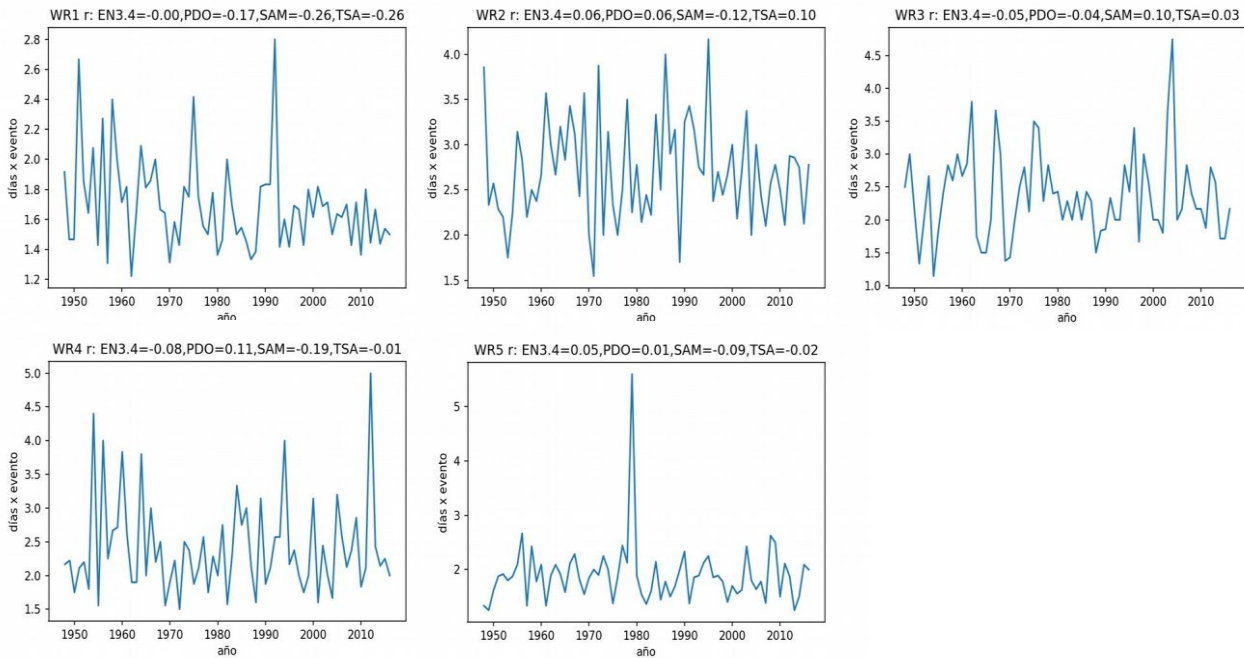 WR1 r: EN3.4=-0.00,PDO=-0.17,SAM=-0.26,TSA=-0.26
días x evento
2.8
2.6
2.4
2.2
2.0
1.8
1.6
1.4
1.2
1950 1960 1970 1980 1990 2000 2010
año
WR2 r: EN3.4=0.06,PDO=0.06,SAM=-0.12,TSA=0.10
días x evento
4.0
3.5
3.0
2.5
2.0
1.5
1950 1960 1970 1980 1990 2000 2010
año
WR3 r: EN3.4=-0.05,PDO=-0.04,SAM=0.10,TSA=0.03
días x evento
4.5
4.0
3.5
3.0
2.5
2.0
1.5
1.0
1950 1960 1970 1980 1990 2000 2010
año
WR4 r: EN3.4=-0.08,PDO=0.11,SAM=-0.19,TSA=-0.01
días x evento
5.0
4.5
4.0
3.5
3.0
2.5
2.0
1.5
1950 1960 1970 1980 1990 2000 2010
año
WR5 r: EN3.4=0.05,PDO=0.01,SAM=-0.09,TSA=-0.02
días x evento
5
4
3
2
1950 1960 1970 1980 1990 2000 2010
año